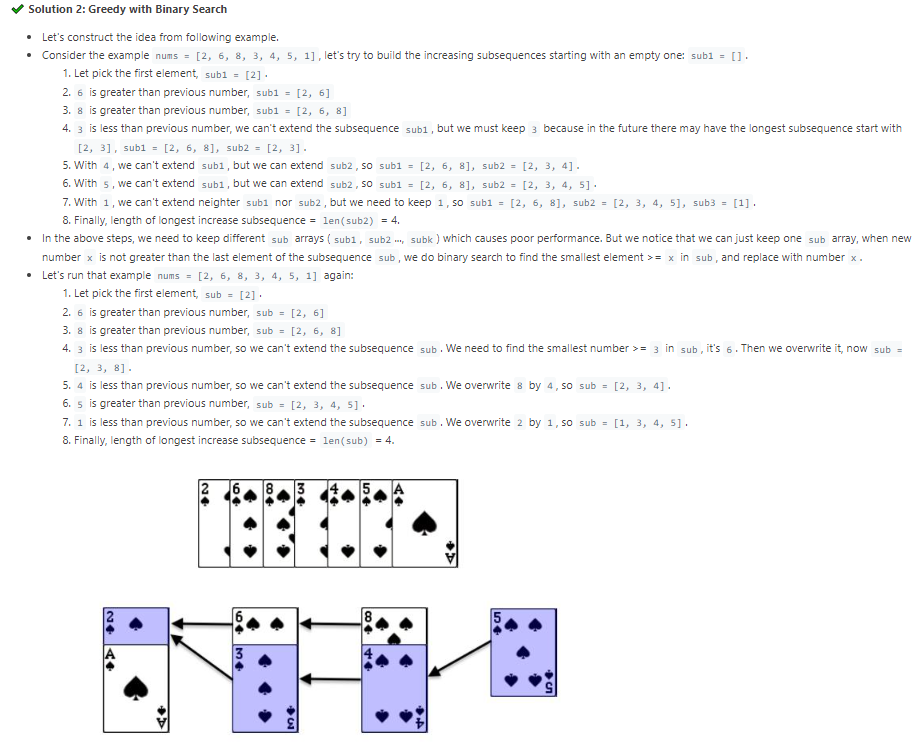 ✔ Solution 2: Greedy with Binary Search
• Let's construct the idea from following example.
• Consider the example nums = [2, 6, 8, 3, 4, 5, 1], let's try to build the increasing subsequences starting with an empty one: sub1 = [].
1. Let pick the first element, sub1 = [2].
2. 6 is greater than previous number, sub1 = [2, 6]
3. 8 is greater than previous number, sub1 = [2, 6, 8]
4. 3 is less than previous number, we can't extend the subsequence sub1, but we must keep 3 because in the future there may have the longest subsequence start with
[2, 3], sub1 = [2, 6, 8], sub2 = [2, 3].
5. With 4, we can't extend sub1, but we can extend sub2, so sub1 = [2, 6, 8], sub2 = [2, 3, 4].
6. With 5, we can't extend sub1, but we can extend sub2, so sub1 = [2, 6, 8], sub2 = [2, 3, 4, 5].
7. With 1, we can't extend neighter sub1 nor sub2, but we need to keep 1, so sub1 = [2, 6, 8], sub2 = [2, 3, 4, 5], sub3 = [1].
8. Finally, length of longest increase subsequence = len(sub2) = 4.
• In the above steps, we need to keep different sub arrays (sub1, sub2 ..., subk) which causes poor performance. But we notice that we can just keep one sub array, when new
number x is not greater than the last element of the subsequence sub, we do binary search to find the smallest element >= x in sub, and replace with number x.
• Let's run that example nums = [2, 6, 8, 3, 4, 5, 1] again:
1. Let pick the first element, sub = [2].
2. 6 is greater than previous number, sub = [2, 6]
3. 8 is greater than previous number, sub = [2, 6, 8]
4. 3 is less than previous number, so we can't extend the subsequence sub. We need to find the smallest number >= 3 in sub, it's 6. Then we overwrite it, now sub =
[2, 3, 8].
5. 4 is less than previous number, so we can't extend the subsequence sub. We overwrite 8 by 4, so sub = [2, 3, 4].
6. 5 is greater than previous number, sub = [2, 3, 4, 5].
7. 1 is less than previous number, so we can't extend the subsequence sub. We overwrite 2 by 1, so sub = [1, 3, 4, 5].
8. Finally, length of longest increase subsequence = len(sub) = 4.
2 6 8 3 4 5 A
A
2 6 8 5
A 3 4 5
A 3 4